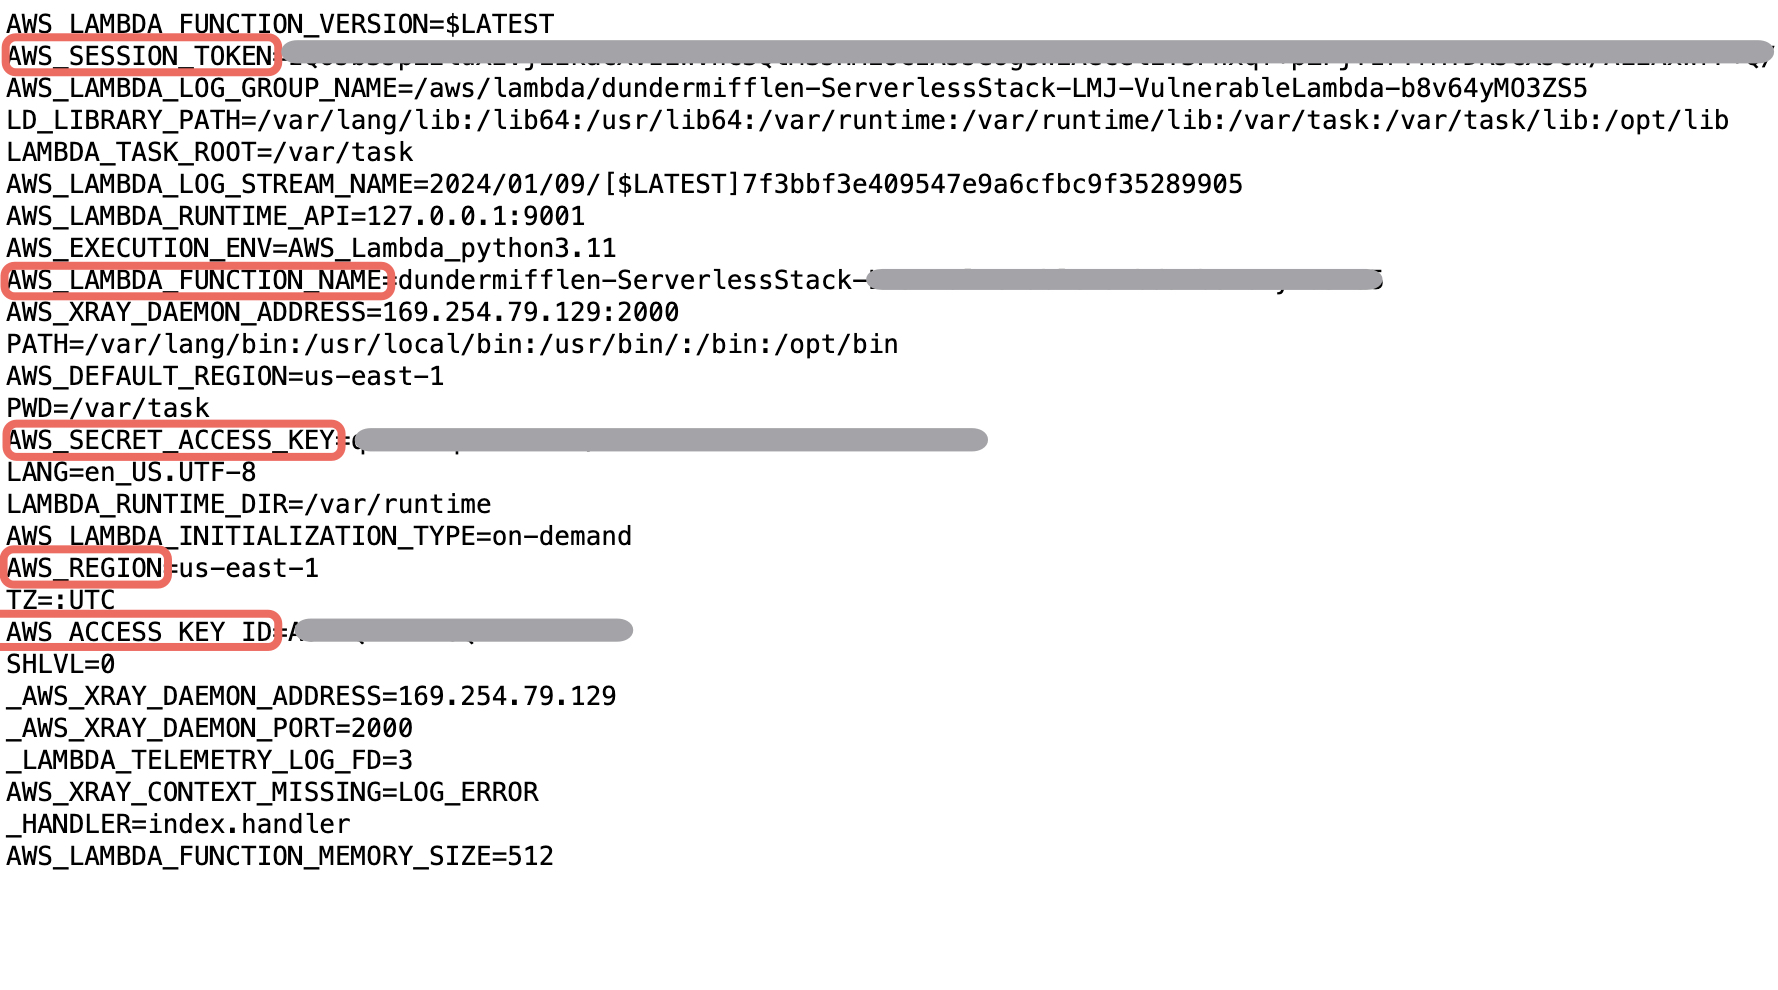 AWS_LAMBDA_FUNCTION_VERSION=$LATEST
AWS_SESSION_TOKEN=
AWS_LAMBDA_LOG_GROUP_NAME=/aws/lambda/dundermifflen-ServerlessStack-LMJ-VulnerableLambda-b8v64yMO3ZS5
LD_LIBRARY_PATH=/var/lang/lib:/lib64:/usr/lib64:/var/runtime:/var/runtime/lib:/var/task:/var/task/lib:/opt/lib
LAMBDA_TASK_ROOT=/var/task
AWS_LAMBDA_LOG_STREAM_NAME=2024/01/09/[$LATEST]7f3bbf3e409547e9a6cfbc9f35289905
AWS_LAMBDA_RUNTIME_API=127.0.0.1:9001
AWS_EXECUTION_ENV=AWS_Lambda_python3.11
AWS_LAMBDA_FUNCTION_NAME=dundermifflen-ServerlessStack-
AWS_XRAY_DAEMON_ADDRESS=169.254.79.129:2000
PATH=/var/lang/bin:/usr/local/bin:/usr/bin/:/bin:/opt/bin
AWS_DEFAULT_REGION=us-east-1
PWD=/var/task
AWS_SECRET_ACCESS_KEY=
LANG=en_US.UTF-8
LAMBDA_RUNTIME_DIR=/var/runtime
AWS_LAMBDA_INITIALIZATION_TYPE=on-demand
AWS_REGION=us-east-1
TZ=:UTC
AWS_ACCESS_KEY_ID=
SHLVL=0
_AWS_XRAY_DAEMON_ADDRESS=169.254.79.129
_AWS_XRAY_DAEMON_PORT=2000
_LAMBDA_TELEMETRY_LOG_FD=3
AWS_XRAY_CONTEXT_MISSING=LOG_ERROR
_HANDLER=index.handler
AWS_LAMBDA_FUNCTION_MEMORY_SIZE=512